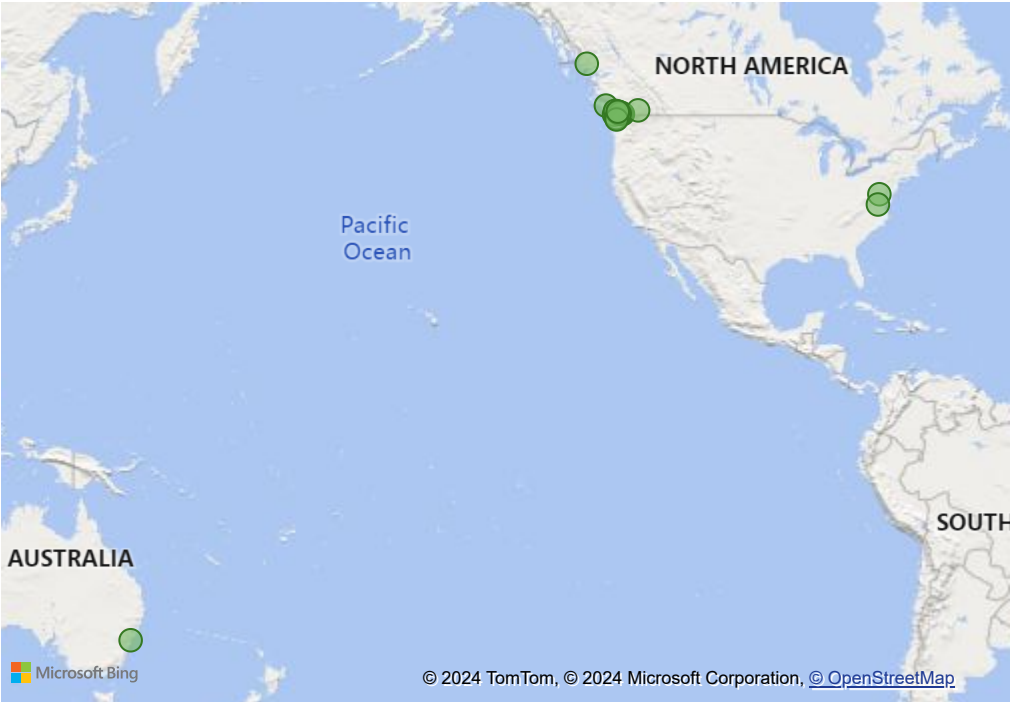 NORTH AMERICA
Pacific
Ocean
SOUTH
AUSTRALIA
Microsoft Bing
© 2024 TomTom, © 2024 Microsoft Corporation, © OpenStreetMap